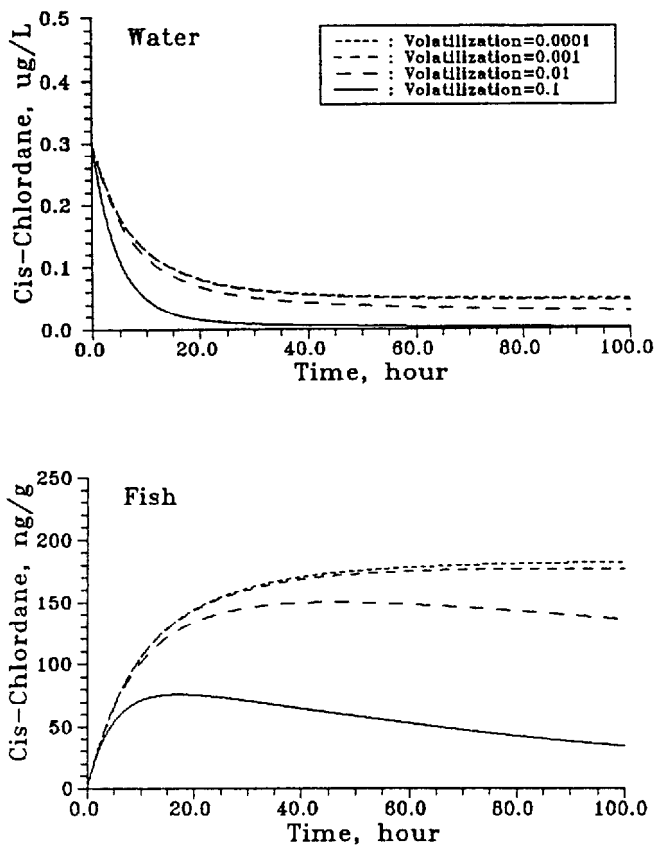 Water
: Volatilization=0.0001
: Volatilization=0.001
: Volatilization=0.01
: Volatilization=0.1
Cis-Chlordane, ug/L
0.5
0.4
0.3
0.2
0.1
0.0
0.0 20.0 40.0 60.0 80.0 100.0
Time, hour
Fish
Cis-Chlordane, ng/g
250
200
150
100
50
0
0.0 20.0 40.0 60.0 80.0 100.0
Time, hour